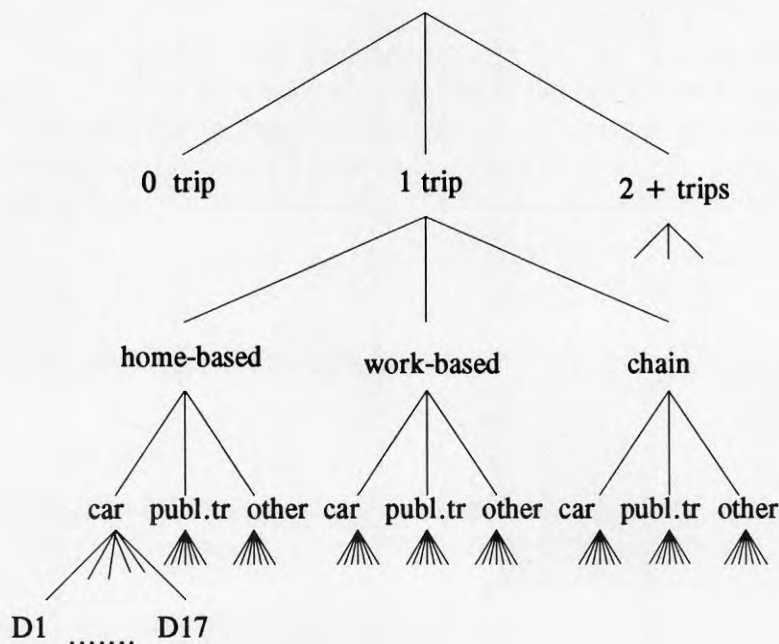 0 trip 1 trip 2 + trips
home-based work-based chain
car publ.tr other car publ.tr other car publ.tr other
D1 ....... D17